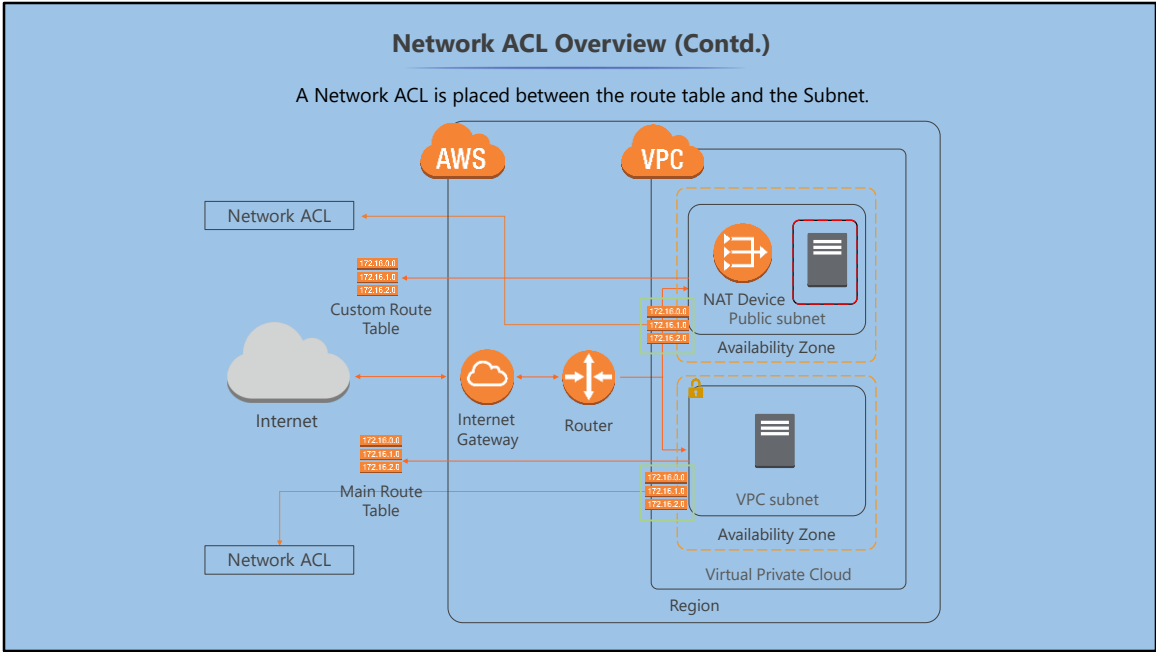 Network ACL Overview (Contd.)
A Network ACL is placed between the route table and the Subnet.
AWS
VPC
Network ACL
172.16.0.0
172.16.1.0
172.16.2.0
Custom Route
Table
NAT Device
Public subnet
172.16.0.0
172.16.1.0
172.16.2.0
Availability Zone
Internet
Internet
Gateway
Router
172.16.0.0
172.16.1.0
172.16.2.0
Main Route
Table
172.16.0.0
172.16.1.0
172.16.2.0
VPC subnet
Availability Zone
Network ACL
Virtual Private Cloud
Region